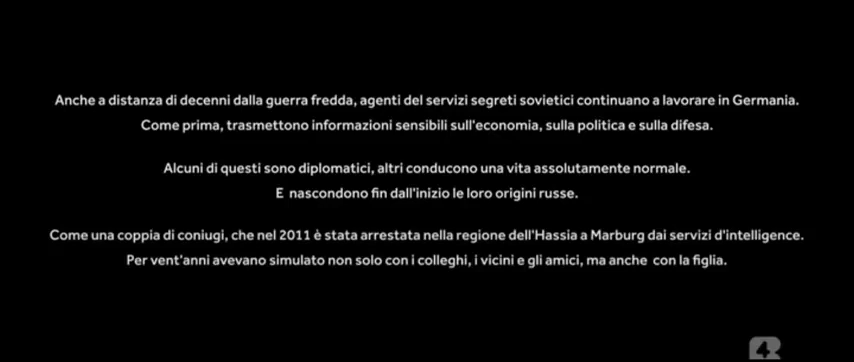 Anche a distanza di decenni dalla guerra fredda, agenti del servizi segreti sovietici continuano a lavorare in Germania.
Come prima, trasmettono informazioni sensibili sull'economia, sulla politica e sulla difesa.
Alcuni di questi sono diplomatici, altri conducono una vita assolutamente normale.
E nascondono fin dall'inizio le loro origini russe.
Come una coppia di coniugi, che nel 2011 è stata arrestata nella regione dell'Hassia a Marburg dai servizi d'intelligence.
Per vent'anni avevano simulato non solo con i colleghi, i vicini e gli amici, ma anche con la figlia.
4